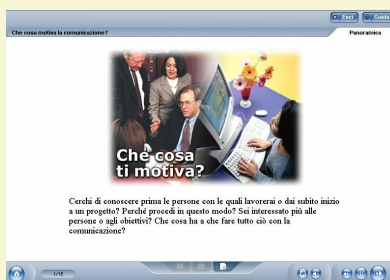 Esci Guida
Che cosa motiva la comunicazione? Panoramica
Che cosa
ti motiva?
Cerchi di conoscere prima le persone con le quali lavorerai o dai subito inizio
a un progetto? Perché procedi in questo modo? Sei interessato più alle
persone o agli obiettivi? Che cosa ha a che fare tutto ciò con la
comunicazione?
1/16